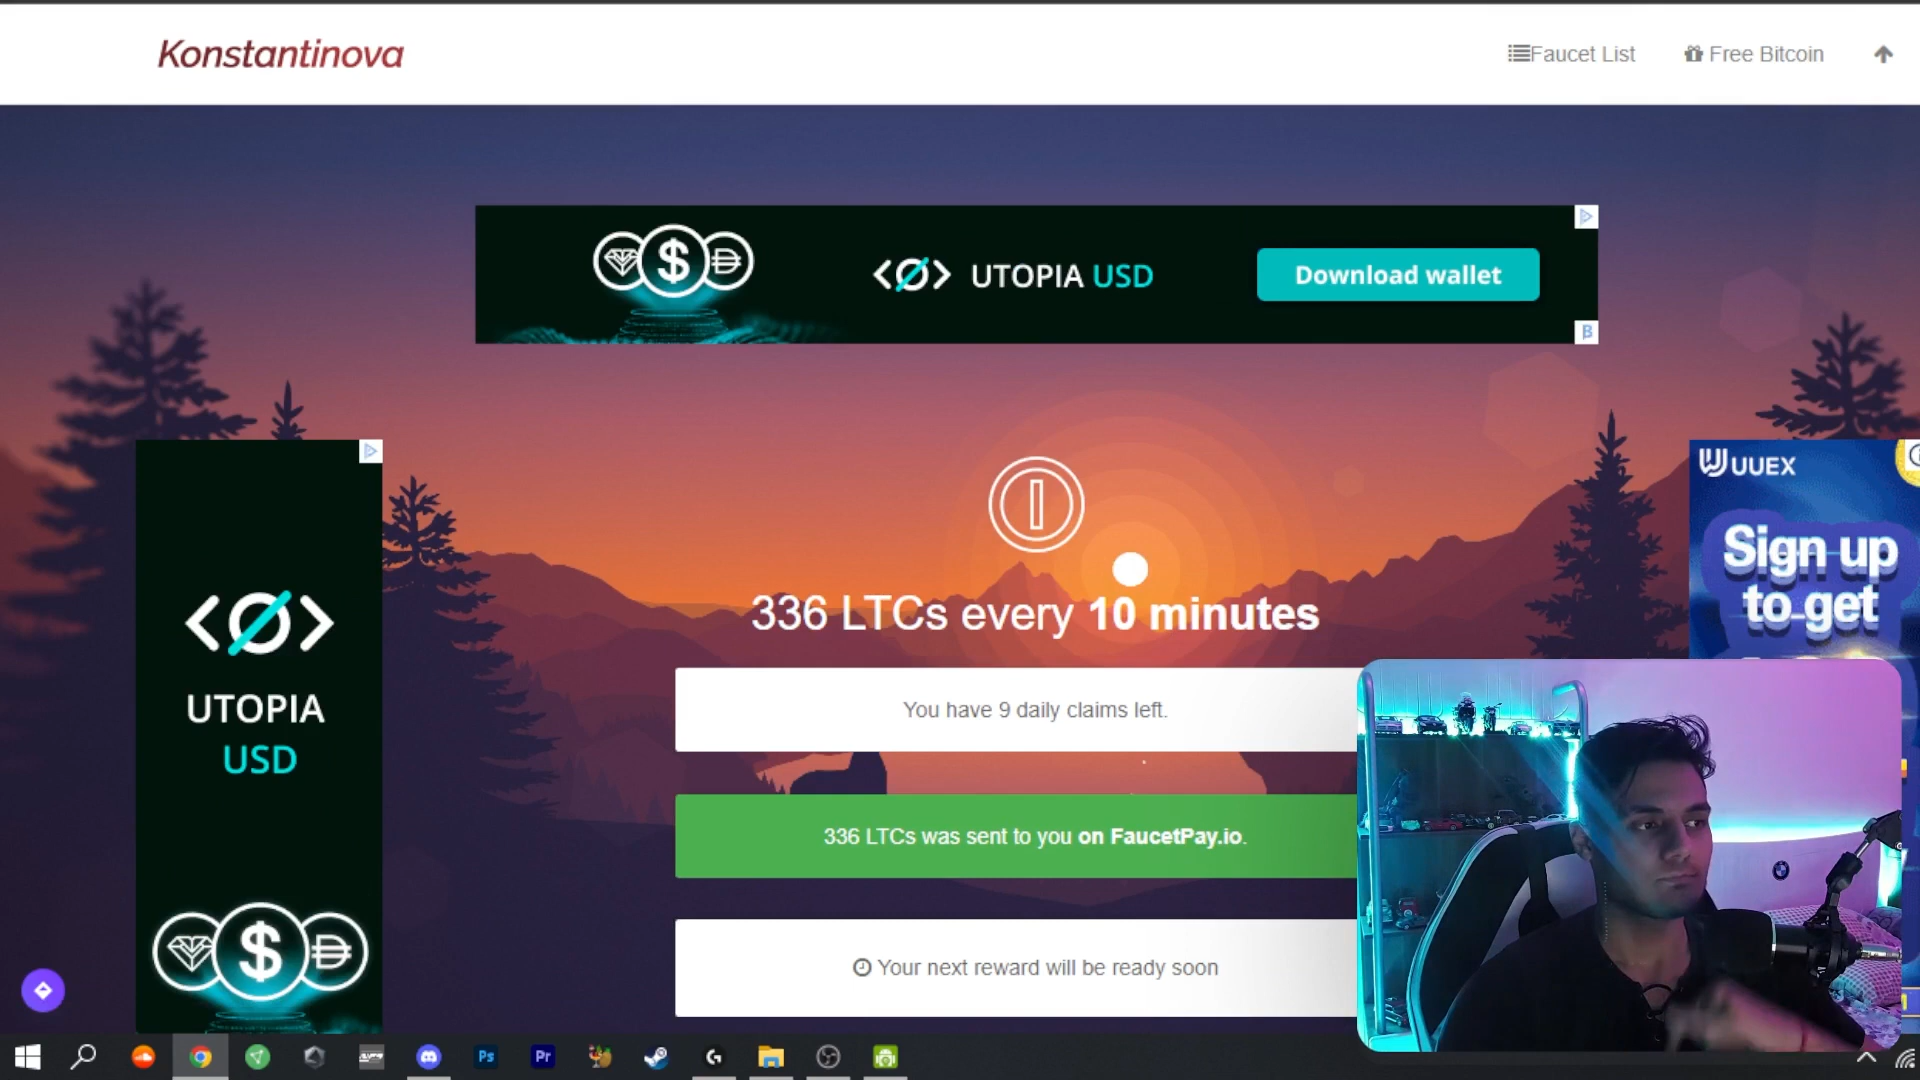 Konstantinova
Faucet List
Free Bitcoin
UTOPIA USD
Download wallet
B
UUEX
Sign up
to get
UTOPIA
USD
336 LTCs every 10 minutes
You have 9 daily claims left.
336 LTCs was sent to you on FaucetPay.io.
Your next reward will be ready soon
Ps
Pr